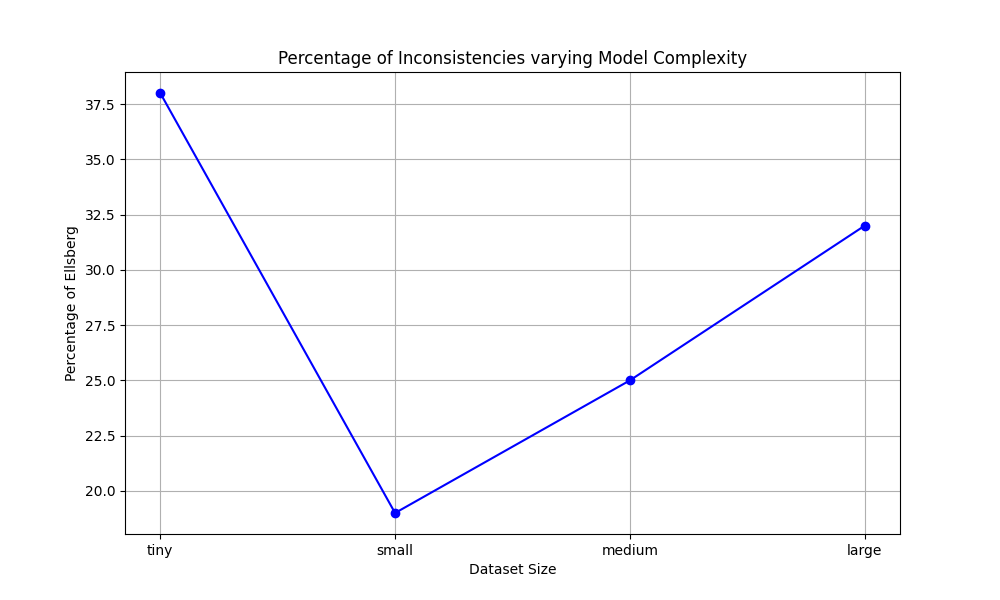 Percentage of Inconsistencies varying Model Complexity
Percentage of Ellsberg
37.5
35.0
32.5
30.0
27.5
25.0
22.5
20.0
tiny
small
medium
large
Dataset Size